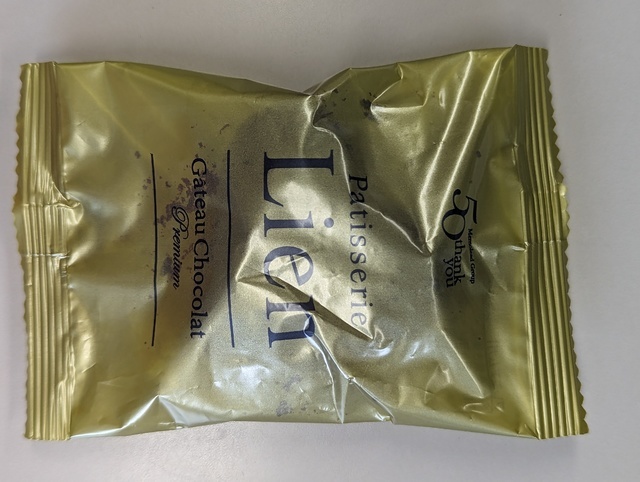 50 thank you
Patisserie
Lien
Gâteau Chocolat
Premium